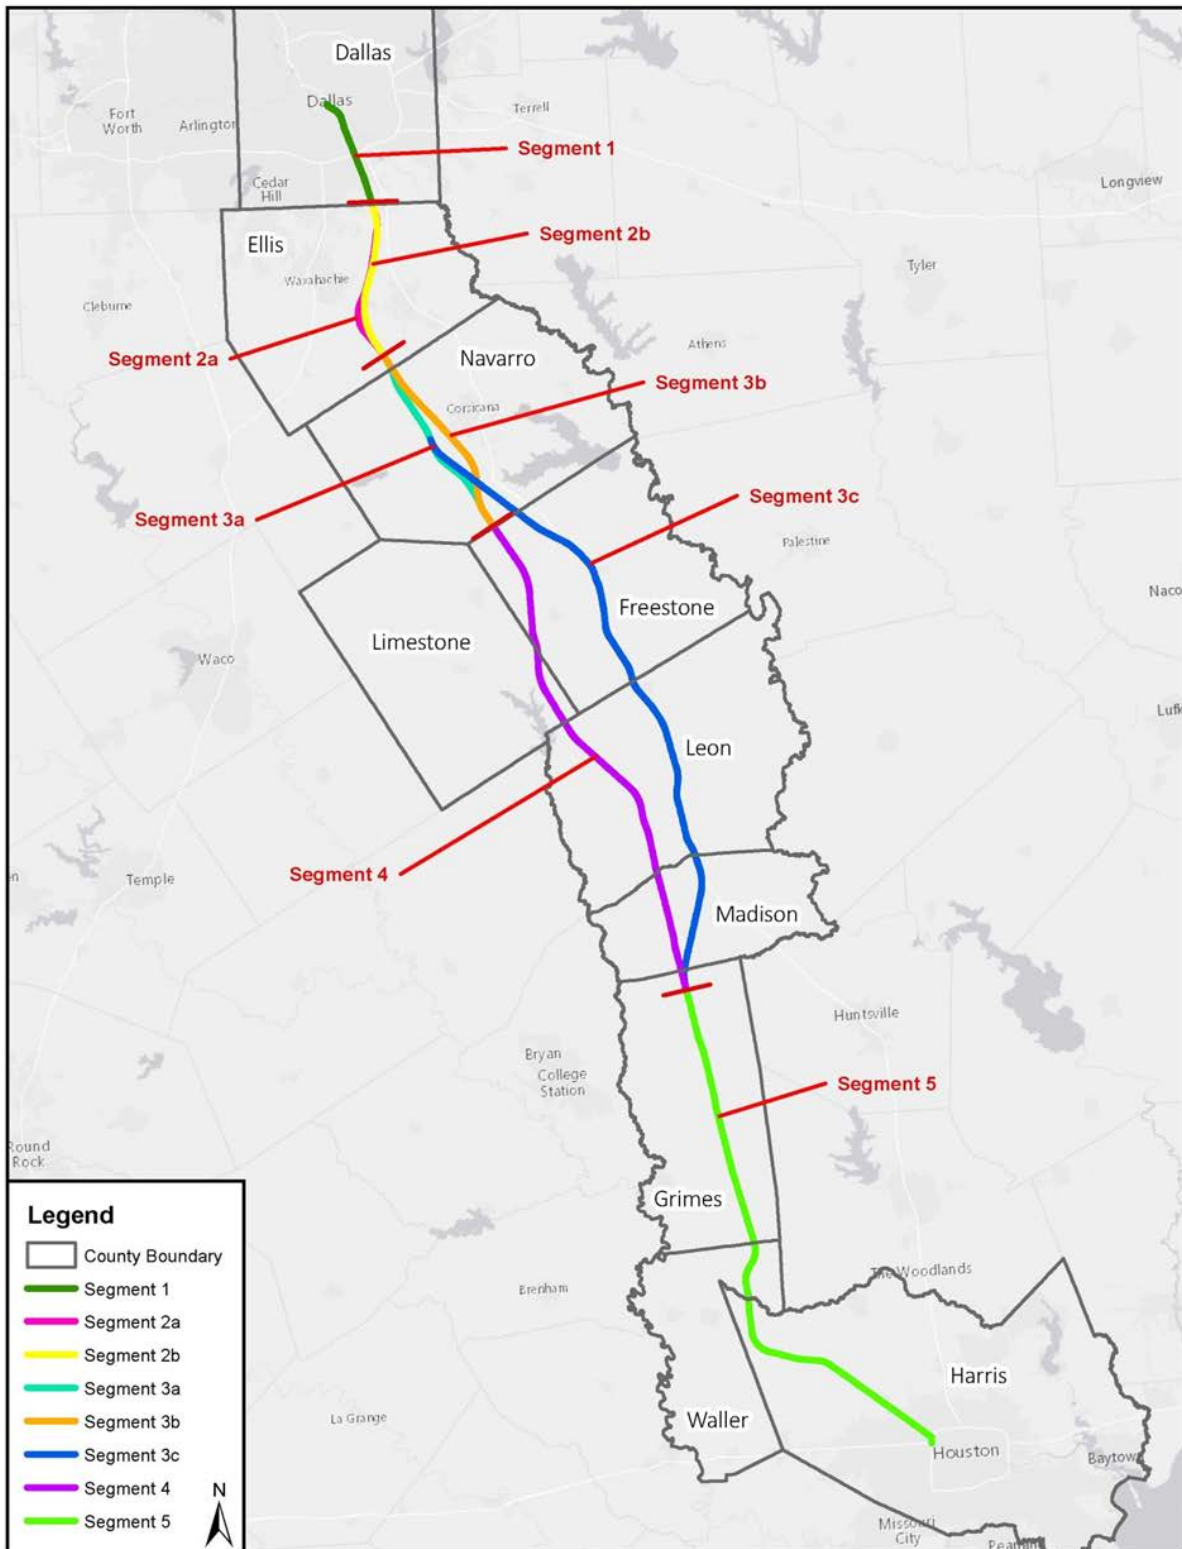 Dallas
Dallas
Fort
Worth
Arlington
Terrell
Segment 1
Cedar
Hill
Longview
Ellis
Segment 2b
Waxahachie
Tyler
Cleburne
Segment 2a
Navarro
Athens
Segment 3b
Corsicana
Segment 3a
Segment 3c
Palestine
Freestone
Naco
Limestone
Waco
Leon
Lufk
Segment 4
Temple
en
Madison
Huntsville
Bryan
College
Station
Segment 5
Round
Rock
Grimes
The Woodlands
Brenham
Harris
La Grange
Waller
Houston
Baytow
Missouri
City
Legend
County Boundary
Segment 1
Segment 2a
Segment 2b
Segment 3a
Segment 3b
Segment 3c
Segment 4
Segment 5
N